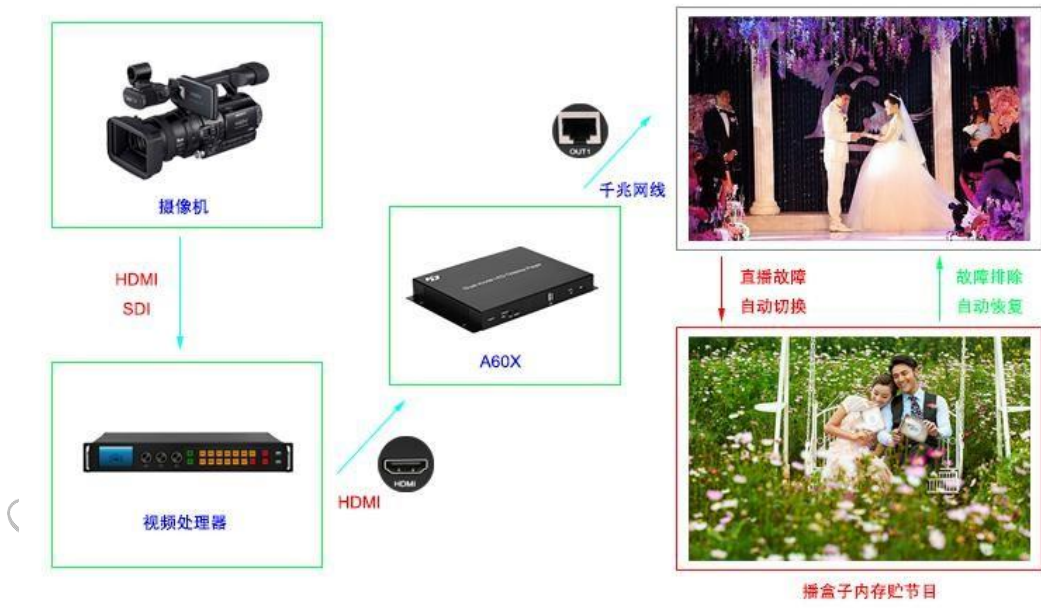 摄像机
HDMI
SDI
视频处理器
HDMI
HDMI
A60X
OUT1
千兆网线
直播故障
自动切换
故障排除
自动恢复
播盒子内存贮节目